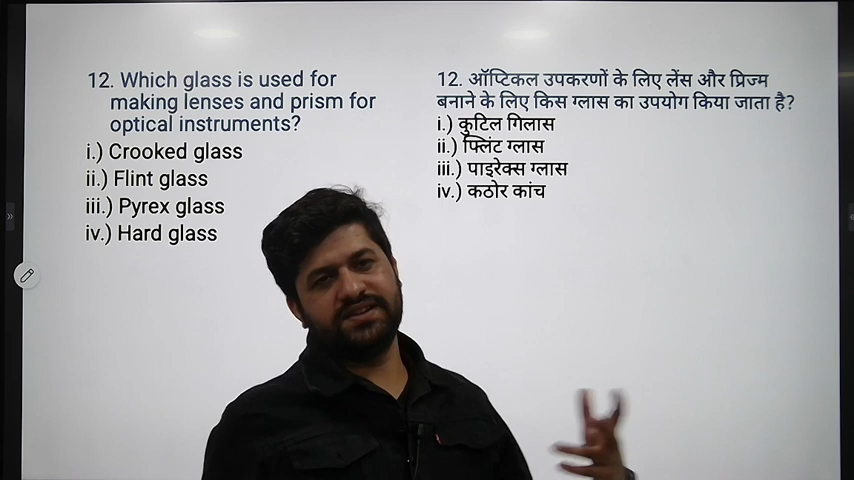 12. Which glass is used for
making lenses and prism for
optical instruments?
i.) Crooked glass
ii.) Flint glass
iii.) Pyrex glass
iv.) Hard glass
12. ऑप्टिकल उपकरणों के लिए लेंस और प्रिज्म
बनाने के लिए किस ग्लास का उपयोग किया जाता है?
i.) कुटिल गिलास
ii.) फ्लिंट ग्लास
iii.) पाइरेक्स ग्लास
iv.) कठोर कांच